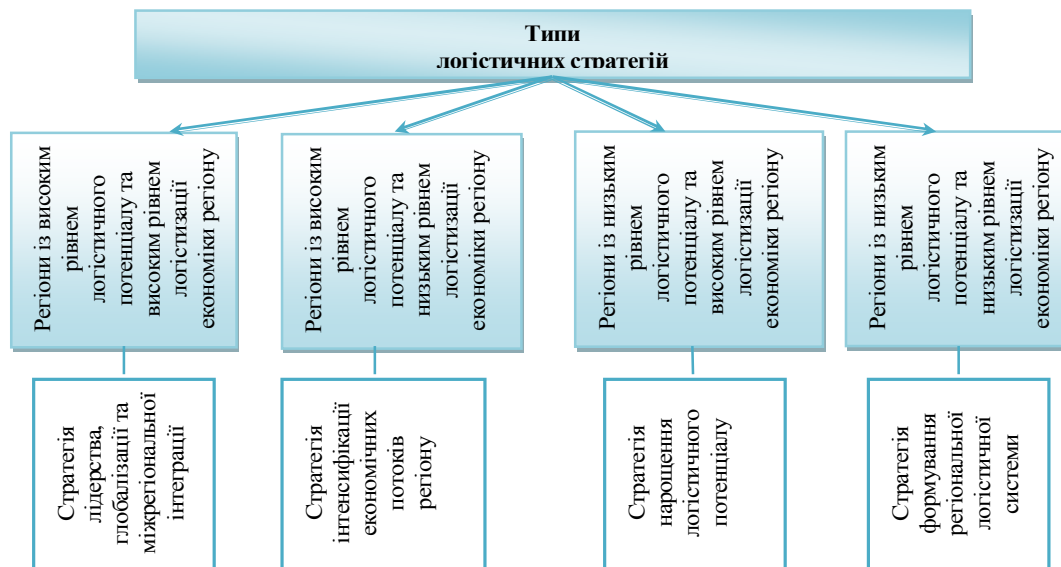 Типи
логістичних стратегій
Регіони із високим
рівнем
логістичного
потенціалу та
високим рівнем
логістизації
економіки регіону
Регіони із високим
рівнем
логістичного
потенціалу та
низьким рівнем
логістизації
економіки регіону
Регіони із низьким
рівнем
логістичного
потенціалу та
високим рівнем
логістизації
економіки регіону
Регіони із низьким
рівнем
логістичного
потенціалу та
низьким рівнем
логістизації
економіки регіону
Стратегія
лідерства,
глобалізації та
міжрегіональної
інтеграції
Стратегія
інтенсифікації
економічних
потоків
регіону
Стратегія
нарощення
логістичного
потенціалу
Стратегія
формування
регіональної
логістичної
системи